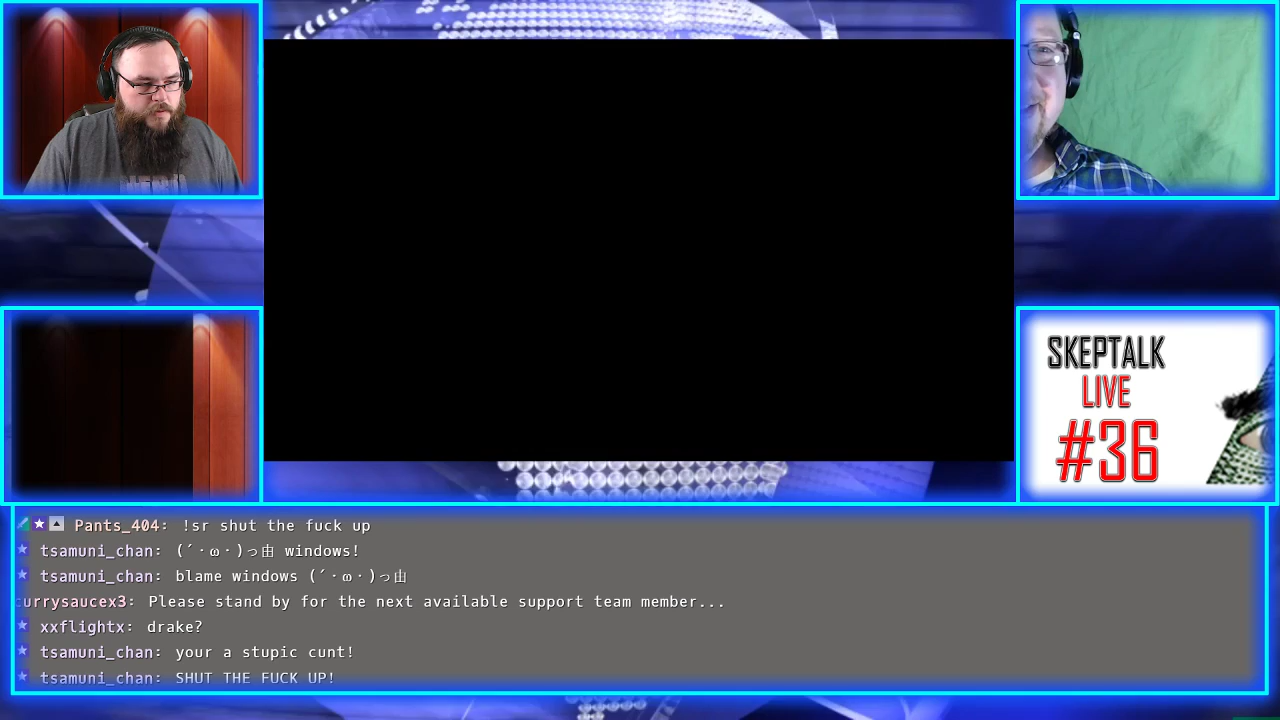 SKEPTALK
LIVE
#36
Pants_404: !sr shut the fuck up
tsamuni_chan: (´・ω・)っ由 windows!
tsamuni_chan: blame windows (´・ω・)っ由
urrysaucex3: Please stand by for the next available support team member...
xxflightx: drake?
tsamuni_chan: your a stupic cunt!
tsamuni_chan: SHUT THE FUCK UP!